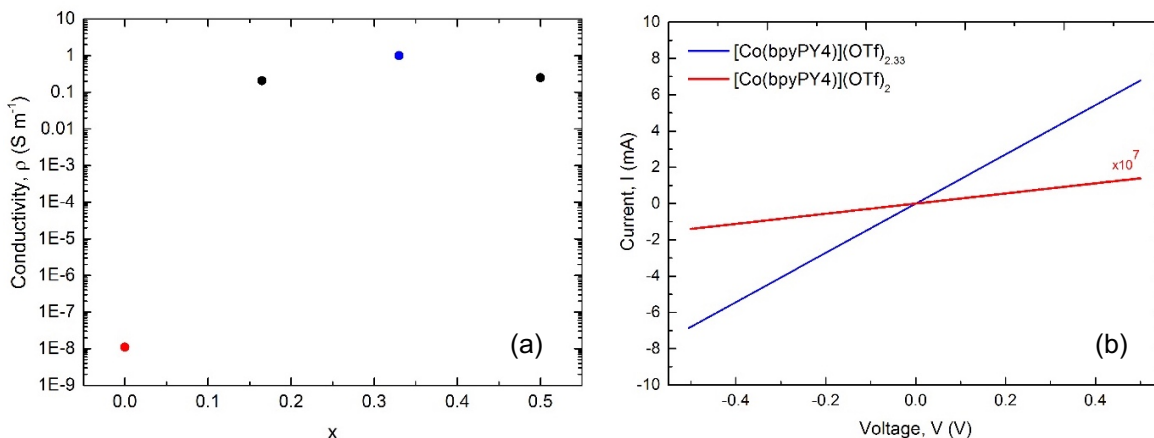 10
1
0.1
0.01
1E-3
1E-4
1E-5
1E-6
1E-7
1E-8
1E-9
Conductivity, ρ (S m⁻¹)
0.0 0.1 0.2 0.3 0.4 0.5
x
(a)
10
8
6
4
2
0
-2
-4
-6
-8
-10
Current, I (mA)
[Co(bpyPY4)](OTf)₂.₃₃
[Co(bpyPY4)](OTf)₂
x10⁷
-0.4 -0.2 0.0 0.2 0.4
Voltage, V (V)
(b)